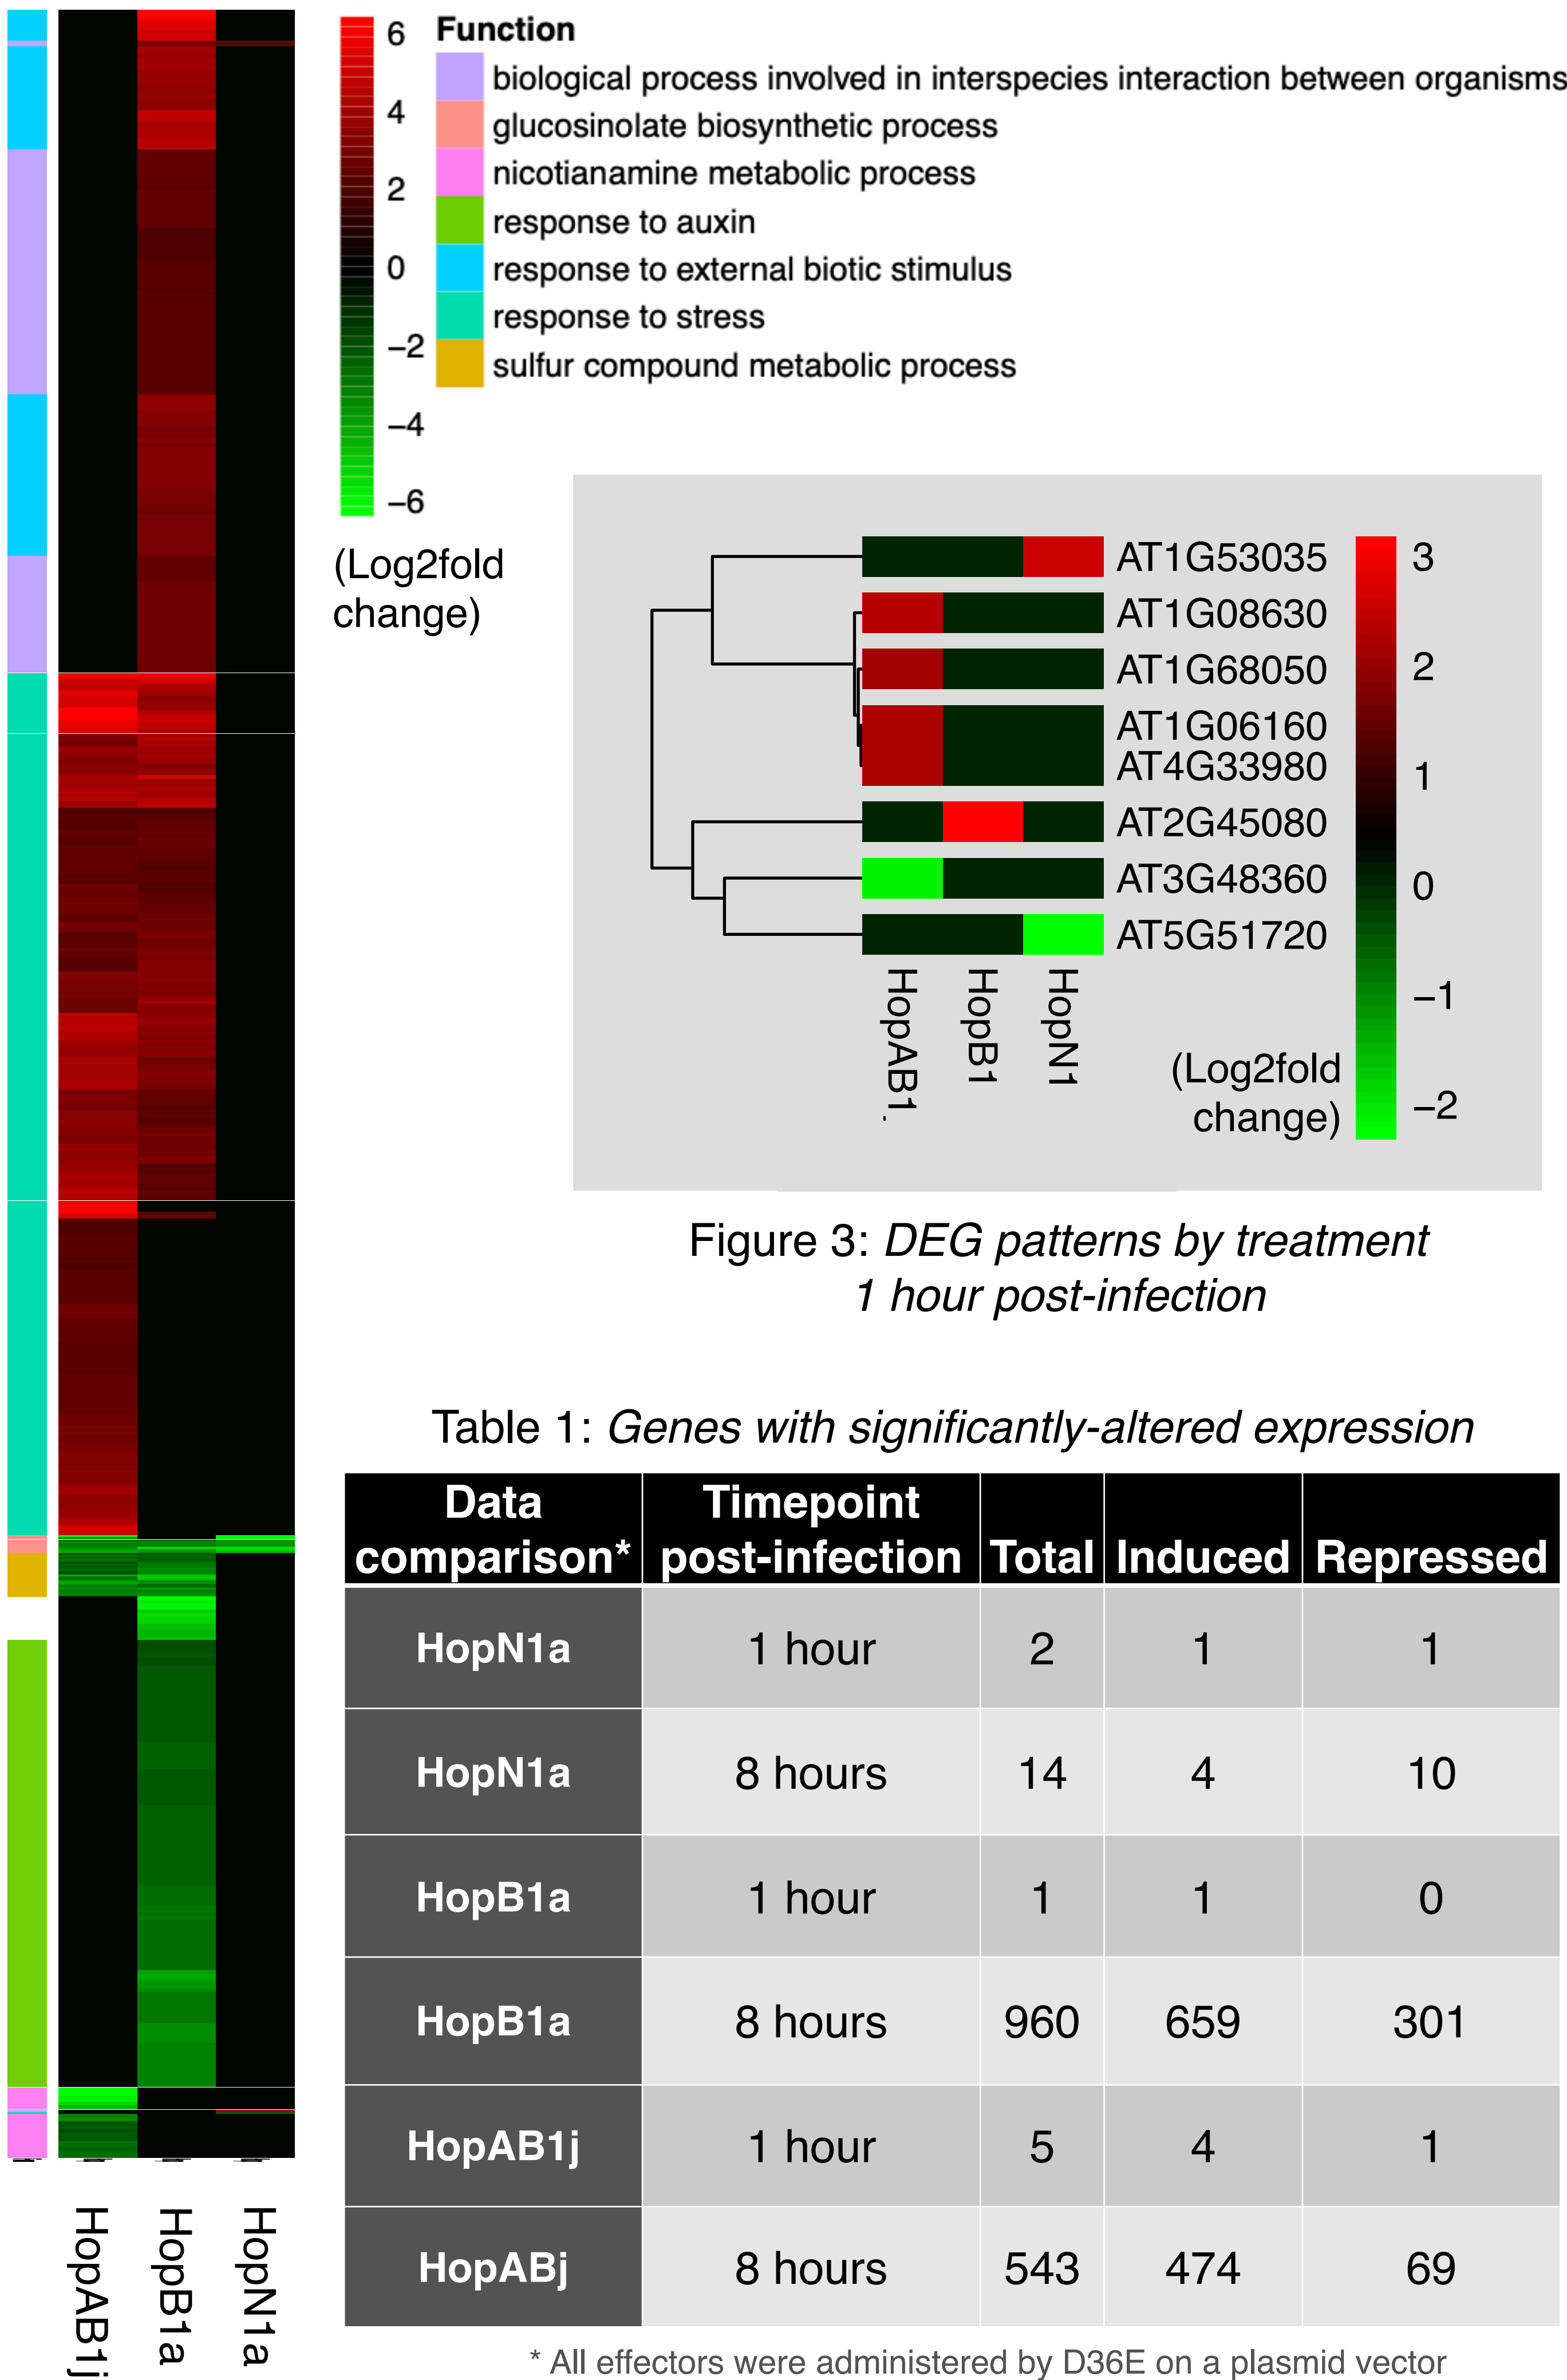 6
4
2
0
−2
−4
−6
(Log2fold
change)
Function
biological process involved in interspecies interaction between organisms
glucosinolate biosynthetic process
nicotianamine metabolic process
response to auxin
response to external biotic stimulus
response to stress
sulfur compound metabolic process
AT1G53035
AT1G08630
AT1G68050
AT1G06160
AT4G33980
AT2G45080
AT3G48360
AT5G51720
3
2
1
0
−1
−2
HopAB1
HopB1
HopN1
(Log2fold
change)
Figure 3: DEG patterns by treatment
1 hour post-infection
Table 1: Genes with significantly-altered expression
Data comparison* Timepoint post-infection Total Induced Repressed
HopN1a 1 hour 2 1 1
HopN1a 8 hours 14 4 10
HopB1a 1 hour 1 1 0
HopB1a 8 hours 960 659 301
HopAB1j 1 hour 5 4 1
HopABj 8 hours 543 474 69
* All effectors were administered by D36E on a plasmid vector
HopAB1j
HopB1a
HopN1a